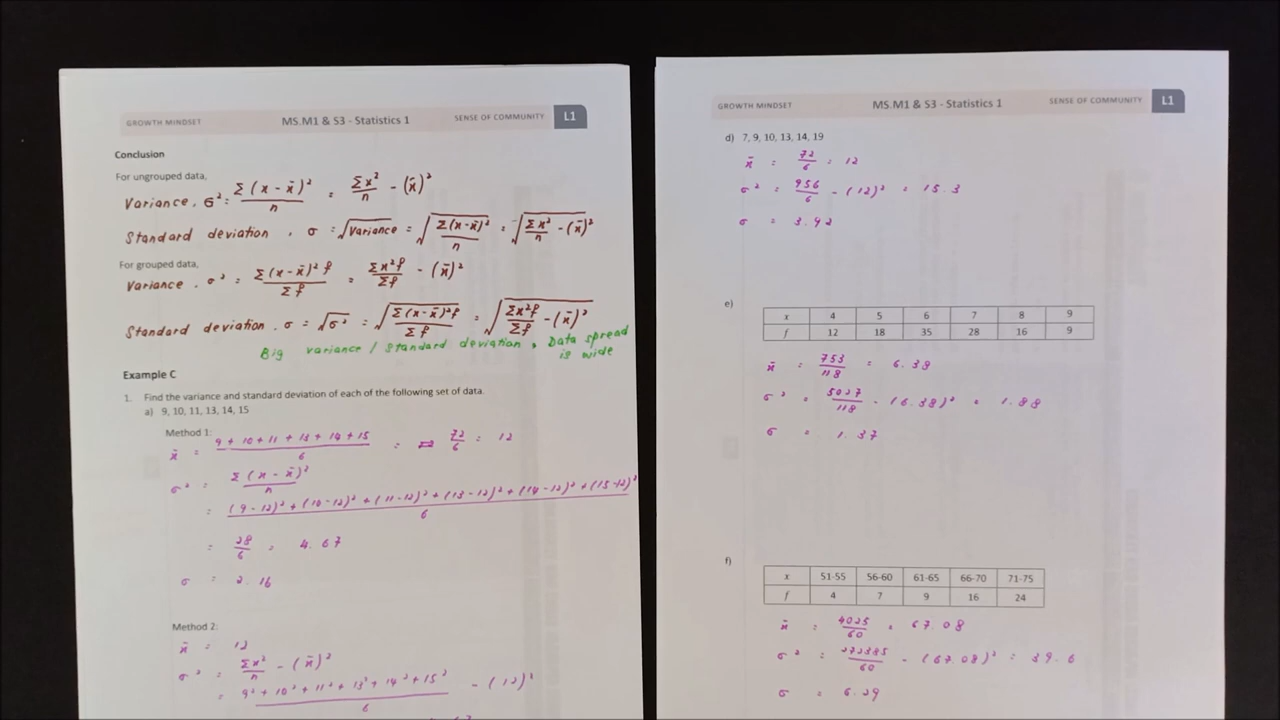 GROWTH MINDSET MS.M1 & S3 - Statistics 1 SENSE OF COMMUNITY L1
Conclusion
For ungrouped data,
Variance, σ² = Σ(x - x̄)²/n = Σx²/n - (x̄)²
Standard deviation, σ = √Variance = √(Σ(x-x̄)²/n) = √(Σx²/n - (x̄)²)
For grouped data,
Variance, σ² = Σ(x-x̄)²f/Σf = Σx²f/Σf - (x̄)²
Standard deviation, σ = √σ² = √(Σ(x-x̄)²f/Σf) = √(Σx²f/Σf - (x̄)²)
Big variance / standard deviation, Data spread
is wide
Example C
1. Find the variance and standard deviation of each of the following set of data.
a) 9, 10, 11, 13, 14, 15
Method 1:
x̄ = (9 + 10 + 11 + 13 + 14 + 15)/6 = 72/6 = 12
σ² = Σ(x - x̄)²/n
= ((9-12)² + (10-12)² + (11-12)² + (13-12)² + (14-12)² + (15-12)²)/6
= 28/6 = 4.67
σ = 2.16
Method 2:
x̄ = 12
σ² = Σx²/n - (x̄)²
= (9² + 10² + 11² + 13² + 14² + 15²)/6 - (12)²
GROWTH MINDSET MS.M1 & S3 - Statistics 1 SENSE OF COMMUNITY L1
d) 7, 9, 10, 13, 14, 19
x̄ = 72/6 = 12
σ² = 956/6 - (12)² = 15.3
σ = 3.92
e)
x 4 5 6 7 8 9
f 12 18 35 28 16 9
x̄ = 753/118 = 6.38
σ² = 5027/118 - (6.38)² = 1.88
σ = 1.37
f)
x 51-55 56-60 61-65 66-70 71-75
f 4 7 9 16 24
x̄ = 4025/60 = 67.08
σ² = 272385/60 - (67.08)² = 39.6
σ = 6.29